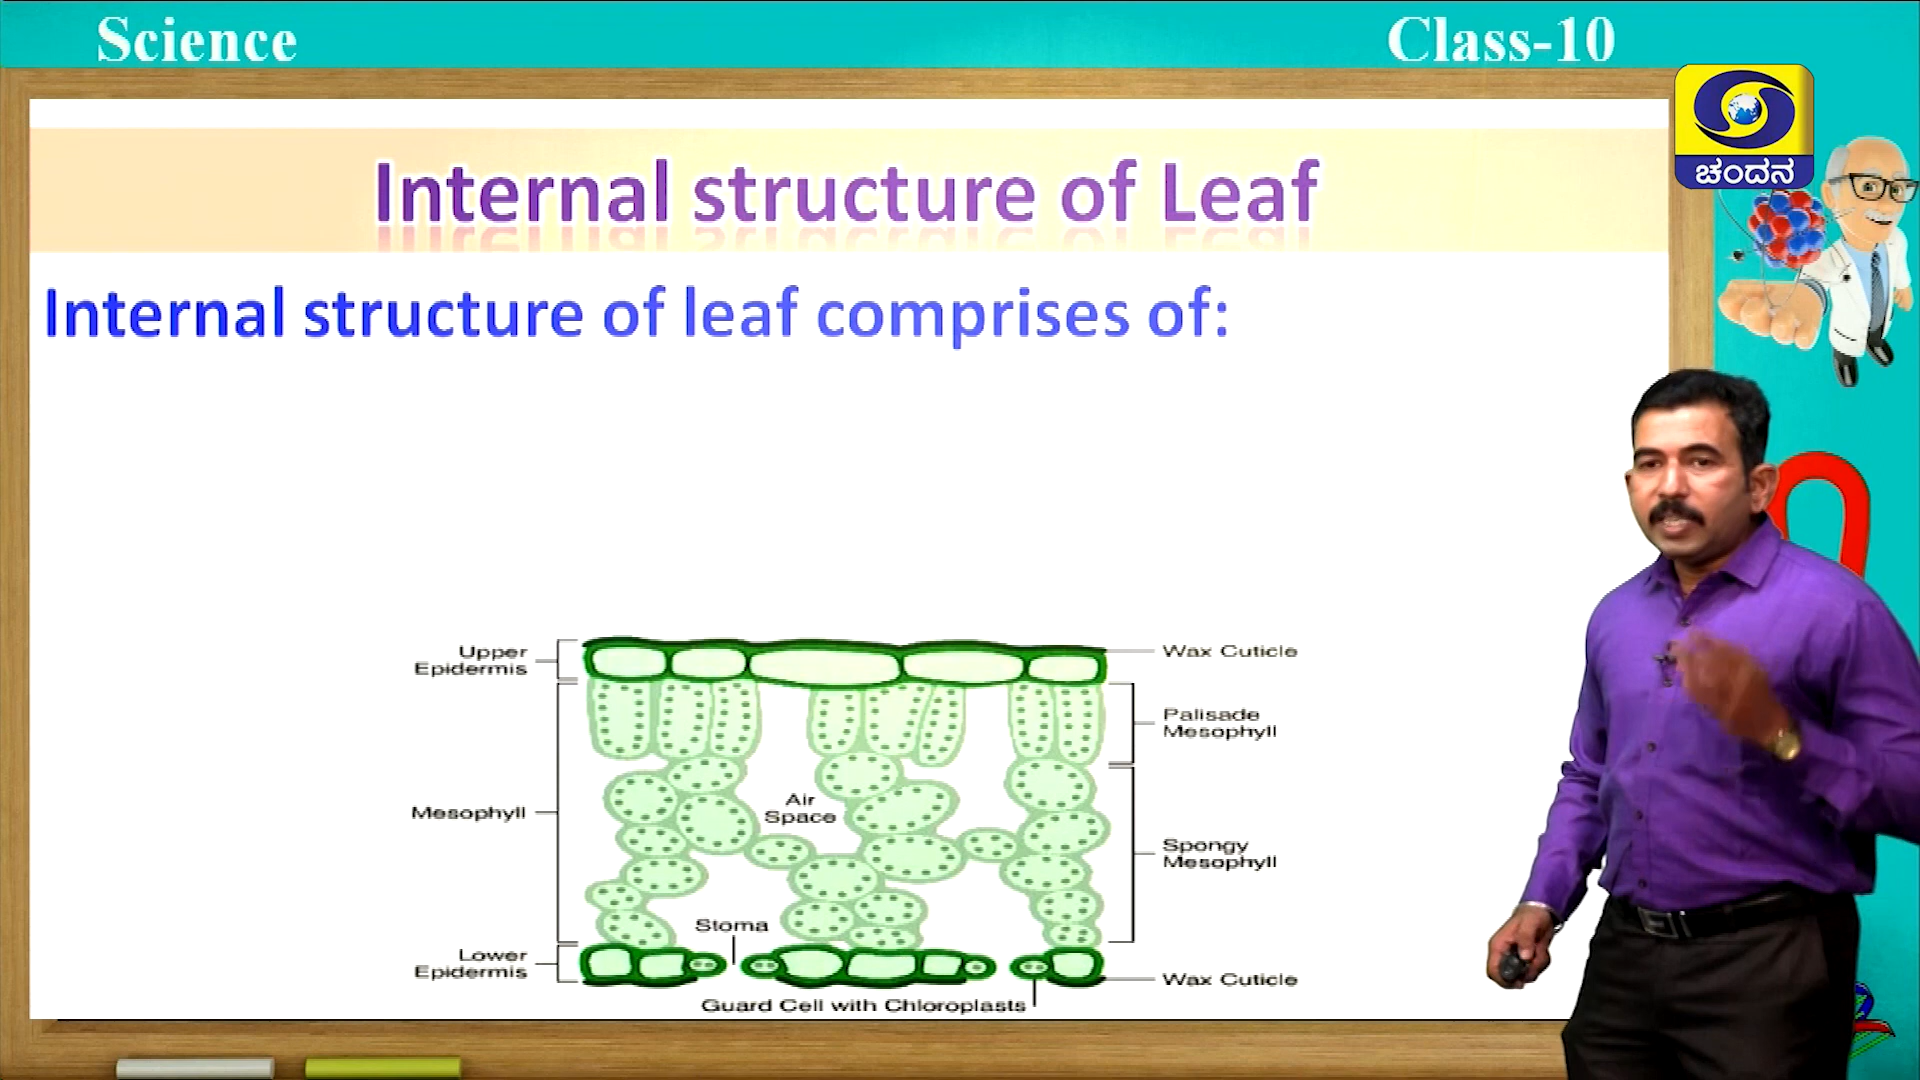 Science
Class-10
ಚಂದನ
Internal structure of Leaf
Internal structure of leaf comprises of:
Upper
Epidermis
Wax Cuticle
Palisade
Mesophyll
Mesophyll
Air
Space
Spongy
Mesophyll
Stoma
Lower
Epidermis
Wax Cuticle
Guard Cell with Chloroplasts